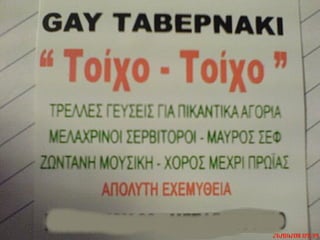 GAY ΤΑΒΕΡΝΑΚΙ
“ Τοίχο - Τοίχο ”
ΤΡΕΛΛΕΣ ΓΕΥΣΕΙΣ ΓΙΑ ΠΙΚΑΝΤΙΚΑ ΑΓΟΡΙΑ
ΜΕΛΑΧΡΙΝΟΙ ΣΕΡΒΙΤΟΡΟΙ - ΜΑΥΡΟΣ ΣΕΦ
ΖΩΝΤΑΝΗ ΜΟΥΣΙΚΗ - ΧΟΡΟΣ ΜΕΧΡΙ ΠΡΩΪΑΣ
ΑΠΟΛΥΤΗ ΕΧΕΜΥΘΕΙΑ